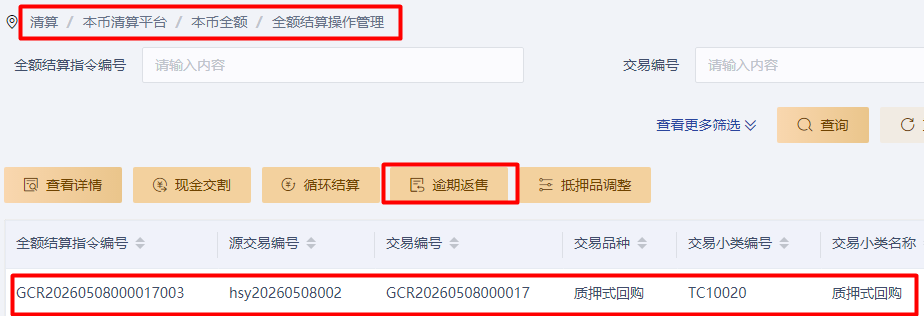 清算 / 本币清算平台 / 本币全额 / 全额结算操作管理
全额结算指令编号 请输入内容 交易编号 请输入内容
查看更多筛选 查询
查看详情 现金交割 循环结算 逾期返售 抵押品调整
全额结算指令编号 源交易编号 交易编号 交易品种 交易小类编号 交易小类名称
GCR20260508000017003 hsy20260508002 GCR20260508000017 质押式回购 TC10020 质押式回购